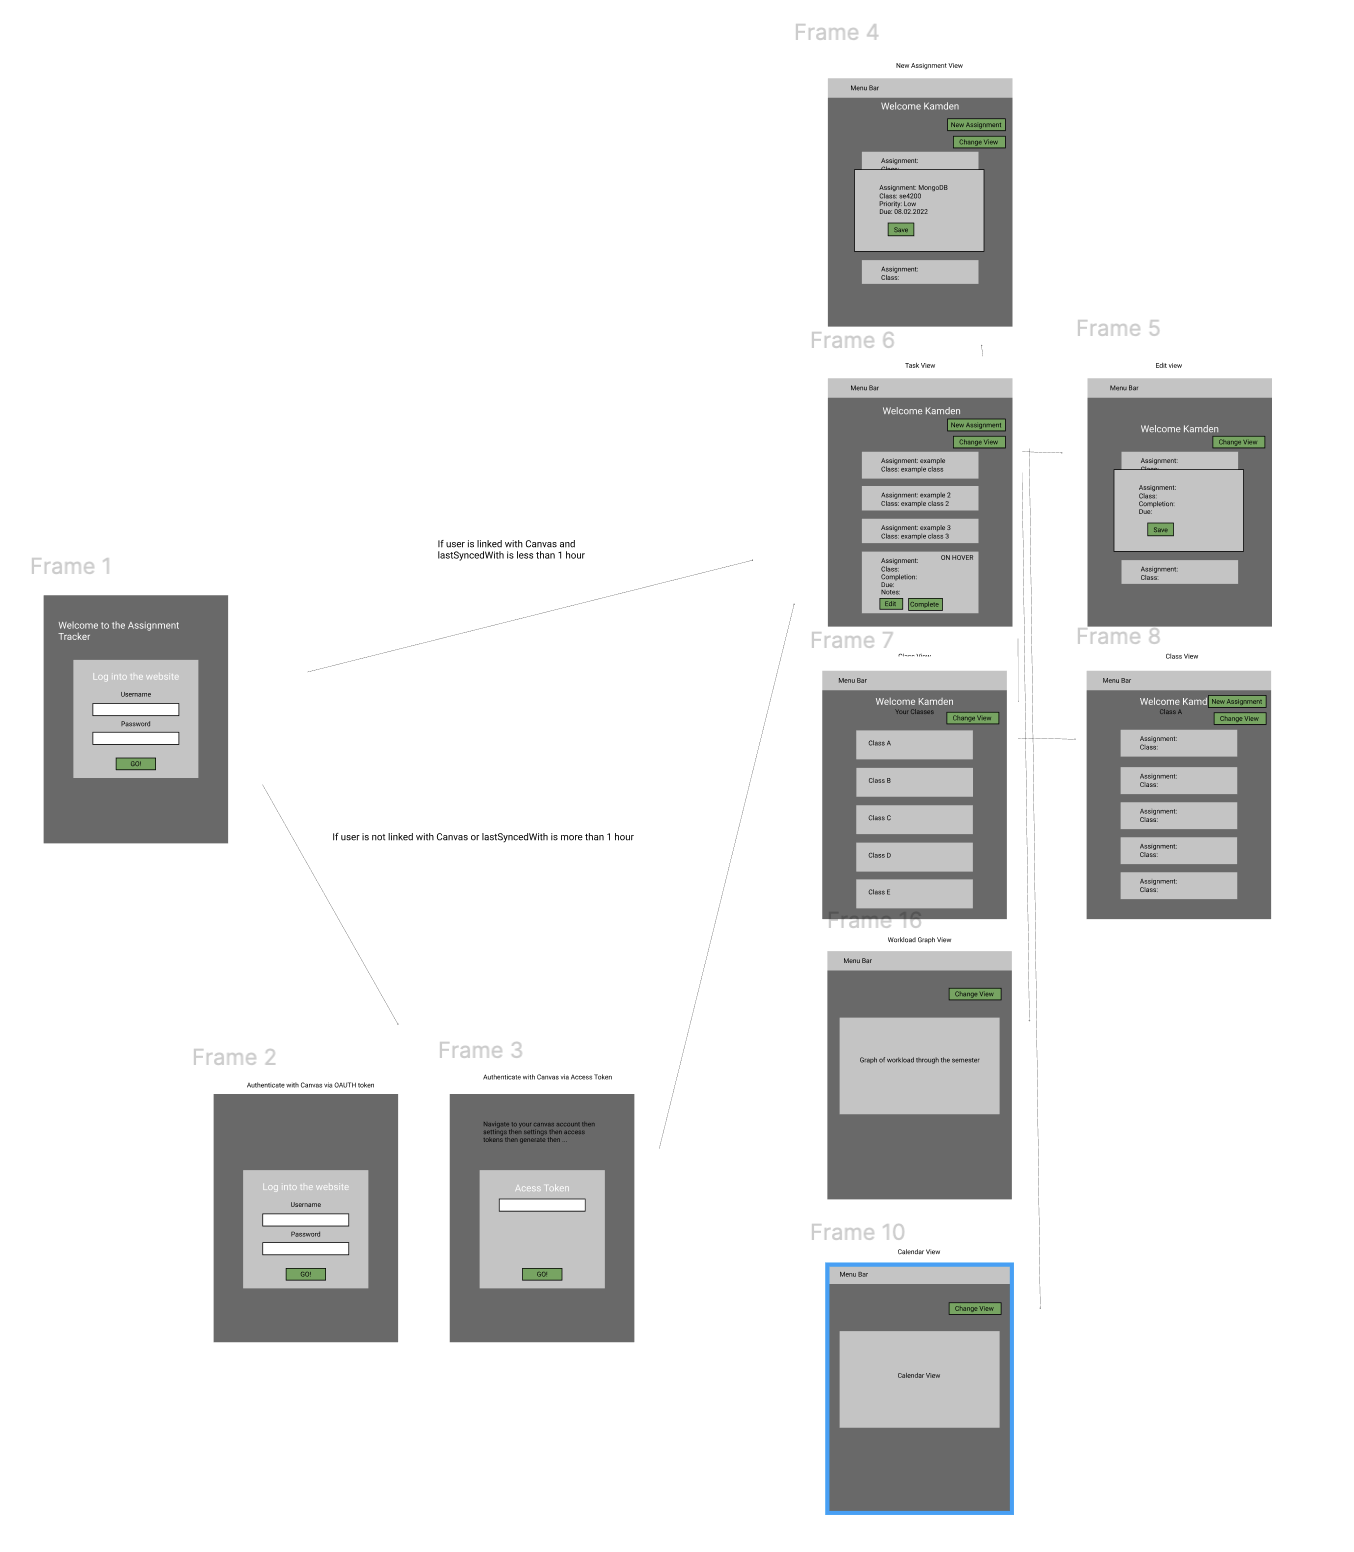 Frame 4
New Assignment View
Menu Bar
Welcome Kamden
New Assignment
Change View
Assignment:
Class:
Assignment: MongoDB
Class: se4200
Priority: Low
Due: 08.02.2022
Save
Assignment:
Class:
Frame 6
Task View
Menu Bar
Welcome Kamden
New Assignment
Change View
Assignment: example
Class: example class
Assignment: example 2
Class: example class 2
Assignment: example 3
Class: example class 3
ON HOVER
Assignment:
Class:
Completion:
Due:
Notes:
Edit
Complete
Frame 5
Edit view
Menu Bar
Welcome Kamden
Change View
Assignment:
Class:
Assignment:
Class:
Completion:
Due:
Save
Assignment:
Class:
If user is linked with Canvas and
lastSyncedWith is less than 1 hour
Frame 1
Welcome to the Assignment
Tracker
Log into the website
Username
Password
GO!
If user is not linked with Canvas or lastSyncedWith is more than 1 hour
Frame 7
Class View
Menu Bar
Welcome Kamden
Your Classes
Change View
Class A
Class B
Class C
Class D
Class E
Frame 8
Class View
Menu Bar
Welcome Kamd
New Assignment
Class A
Change View
Assignment:
Class:
Assignment:
Class:
Assignment:
Class:
Assignment:
Class:
Assignment:
Class:
Frame 16
Workload Graph View
Menu Bar
Change View
Graph of workload through the semester
Frame 2
Authenticate with Canvas via OAUTH token
Log into the website
Username
Password
GO!
Frame 3
Authenticate with Canvas via Access Token
Navigate to your canvas account then
settings then settings then access
tokens then generate then ...
Acess Token
GO!
Frame 10
Calendar View
Menu Bar
Change View
Calendar View